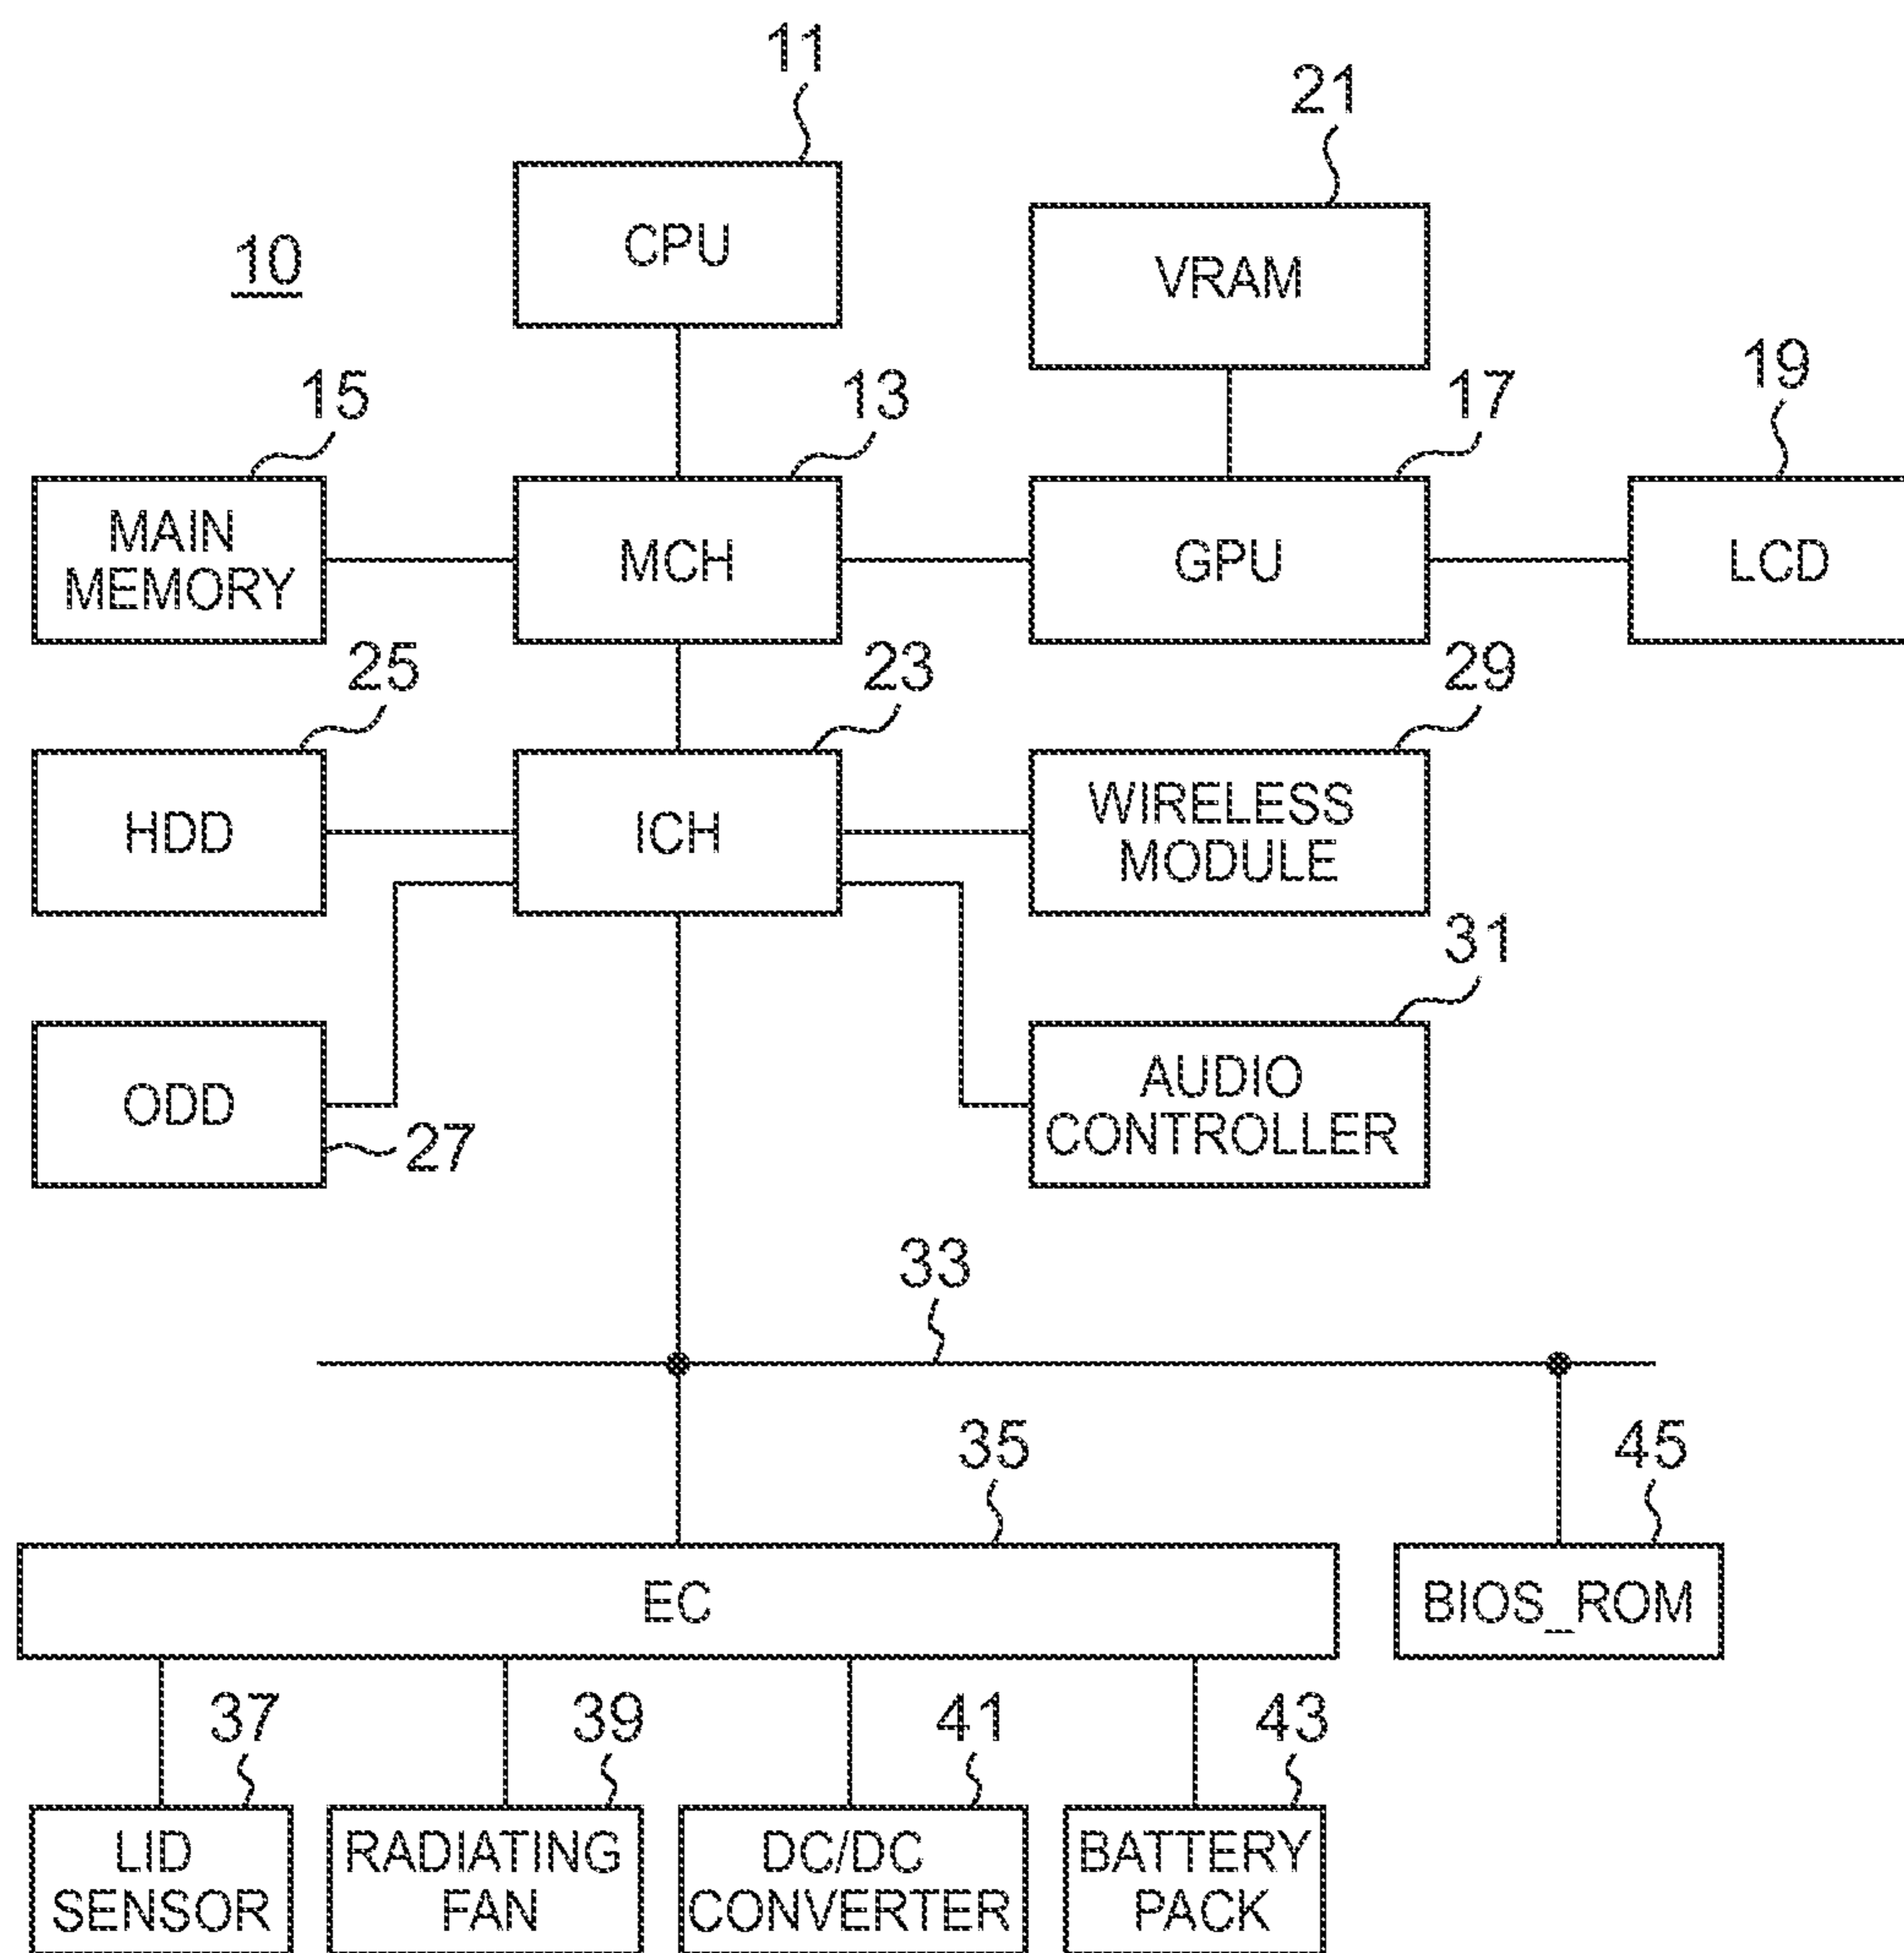 11
21
CPU
10
VRAM
15
13
17
19
MAIN
MEMORY
MCH
GPU
LCD
25
23
29
HDD
ICH
WIRELESS
MODULE
31
ODD
27
AUDIO
CONTROLLER
33
35
45
EC
BIOS_ROM
37
39
41
43
LID
SENSOR
RADIATING
FAN
DC/DC
CONVERTER
BATTERY
PACK